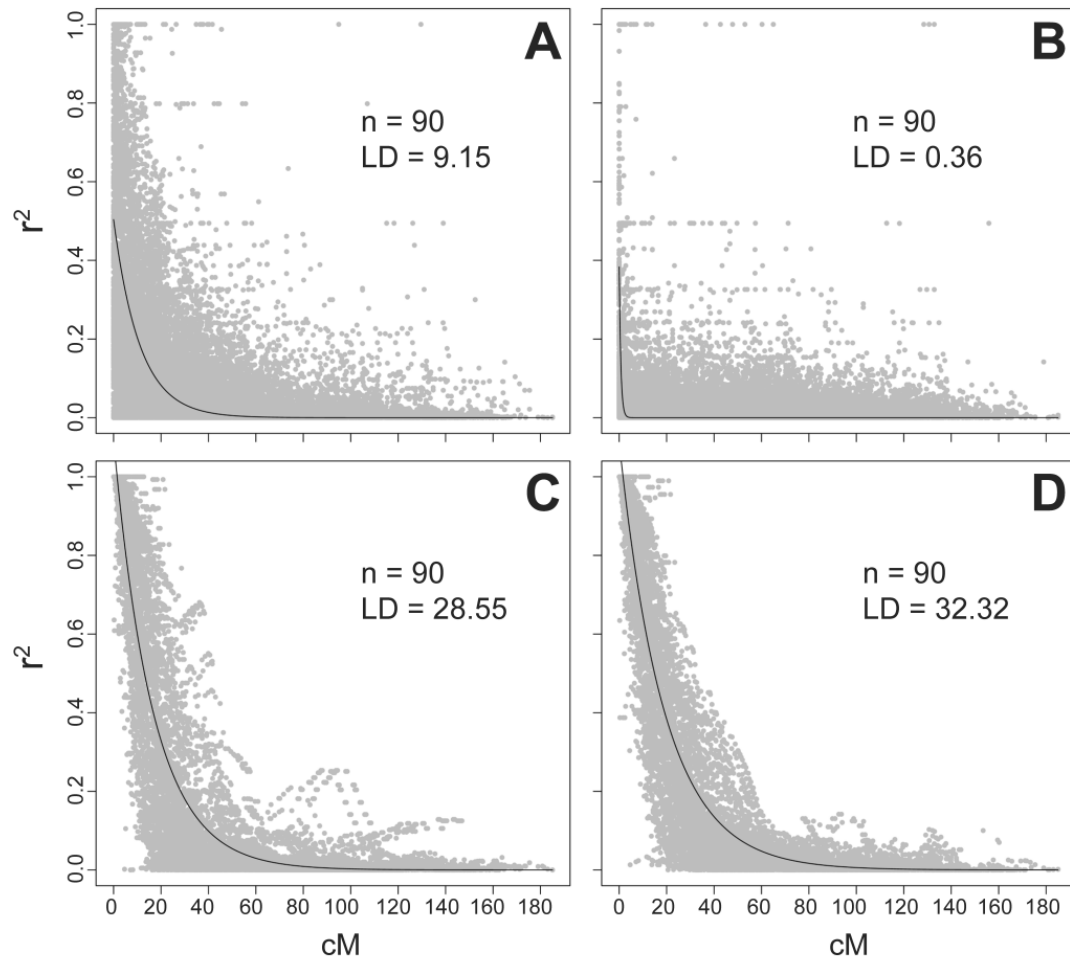 A
n = 90
LD = 9.15
r²
0.0 0.2 0.4 0.6 0.8 1.0
B
n = 90
LD = 0.36
C
n = 90
LD = 28.55
r²
0.0 0.2 0.4 0.6 0.8 1.0
0 20 40 60 80 100 120 140 160
cM
D
n = 90
LD = 32.32
0 20 40 60 80 100 120 140 160
cM